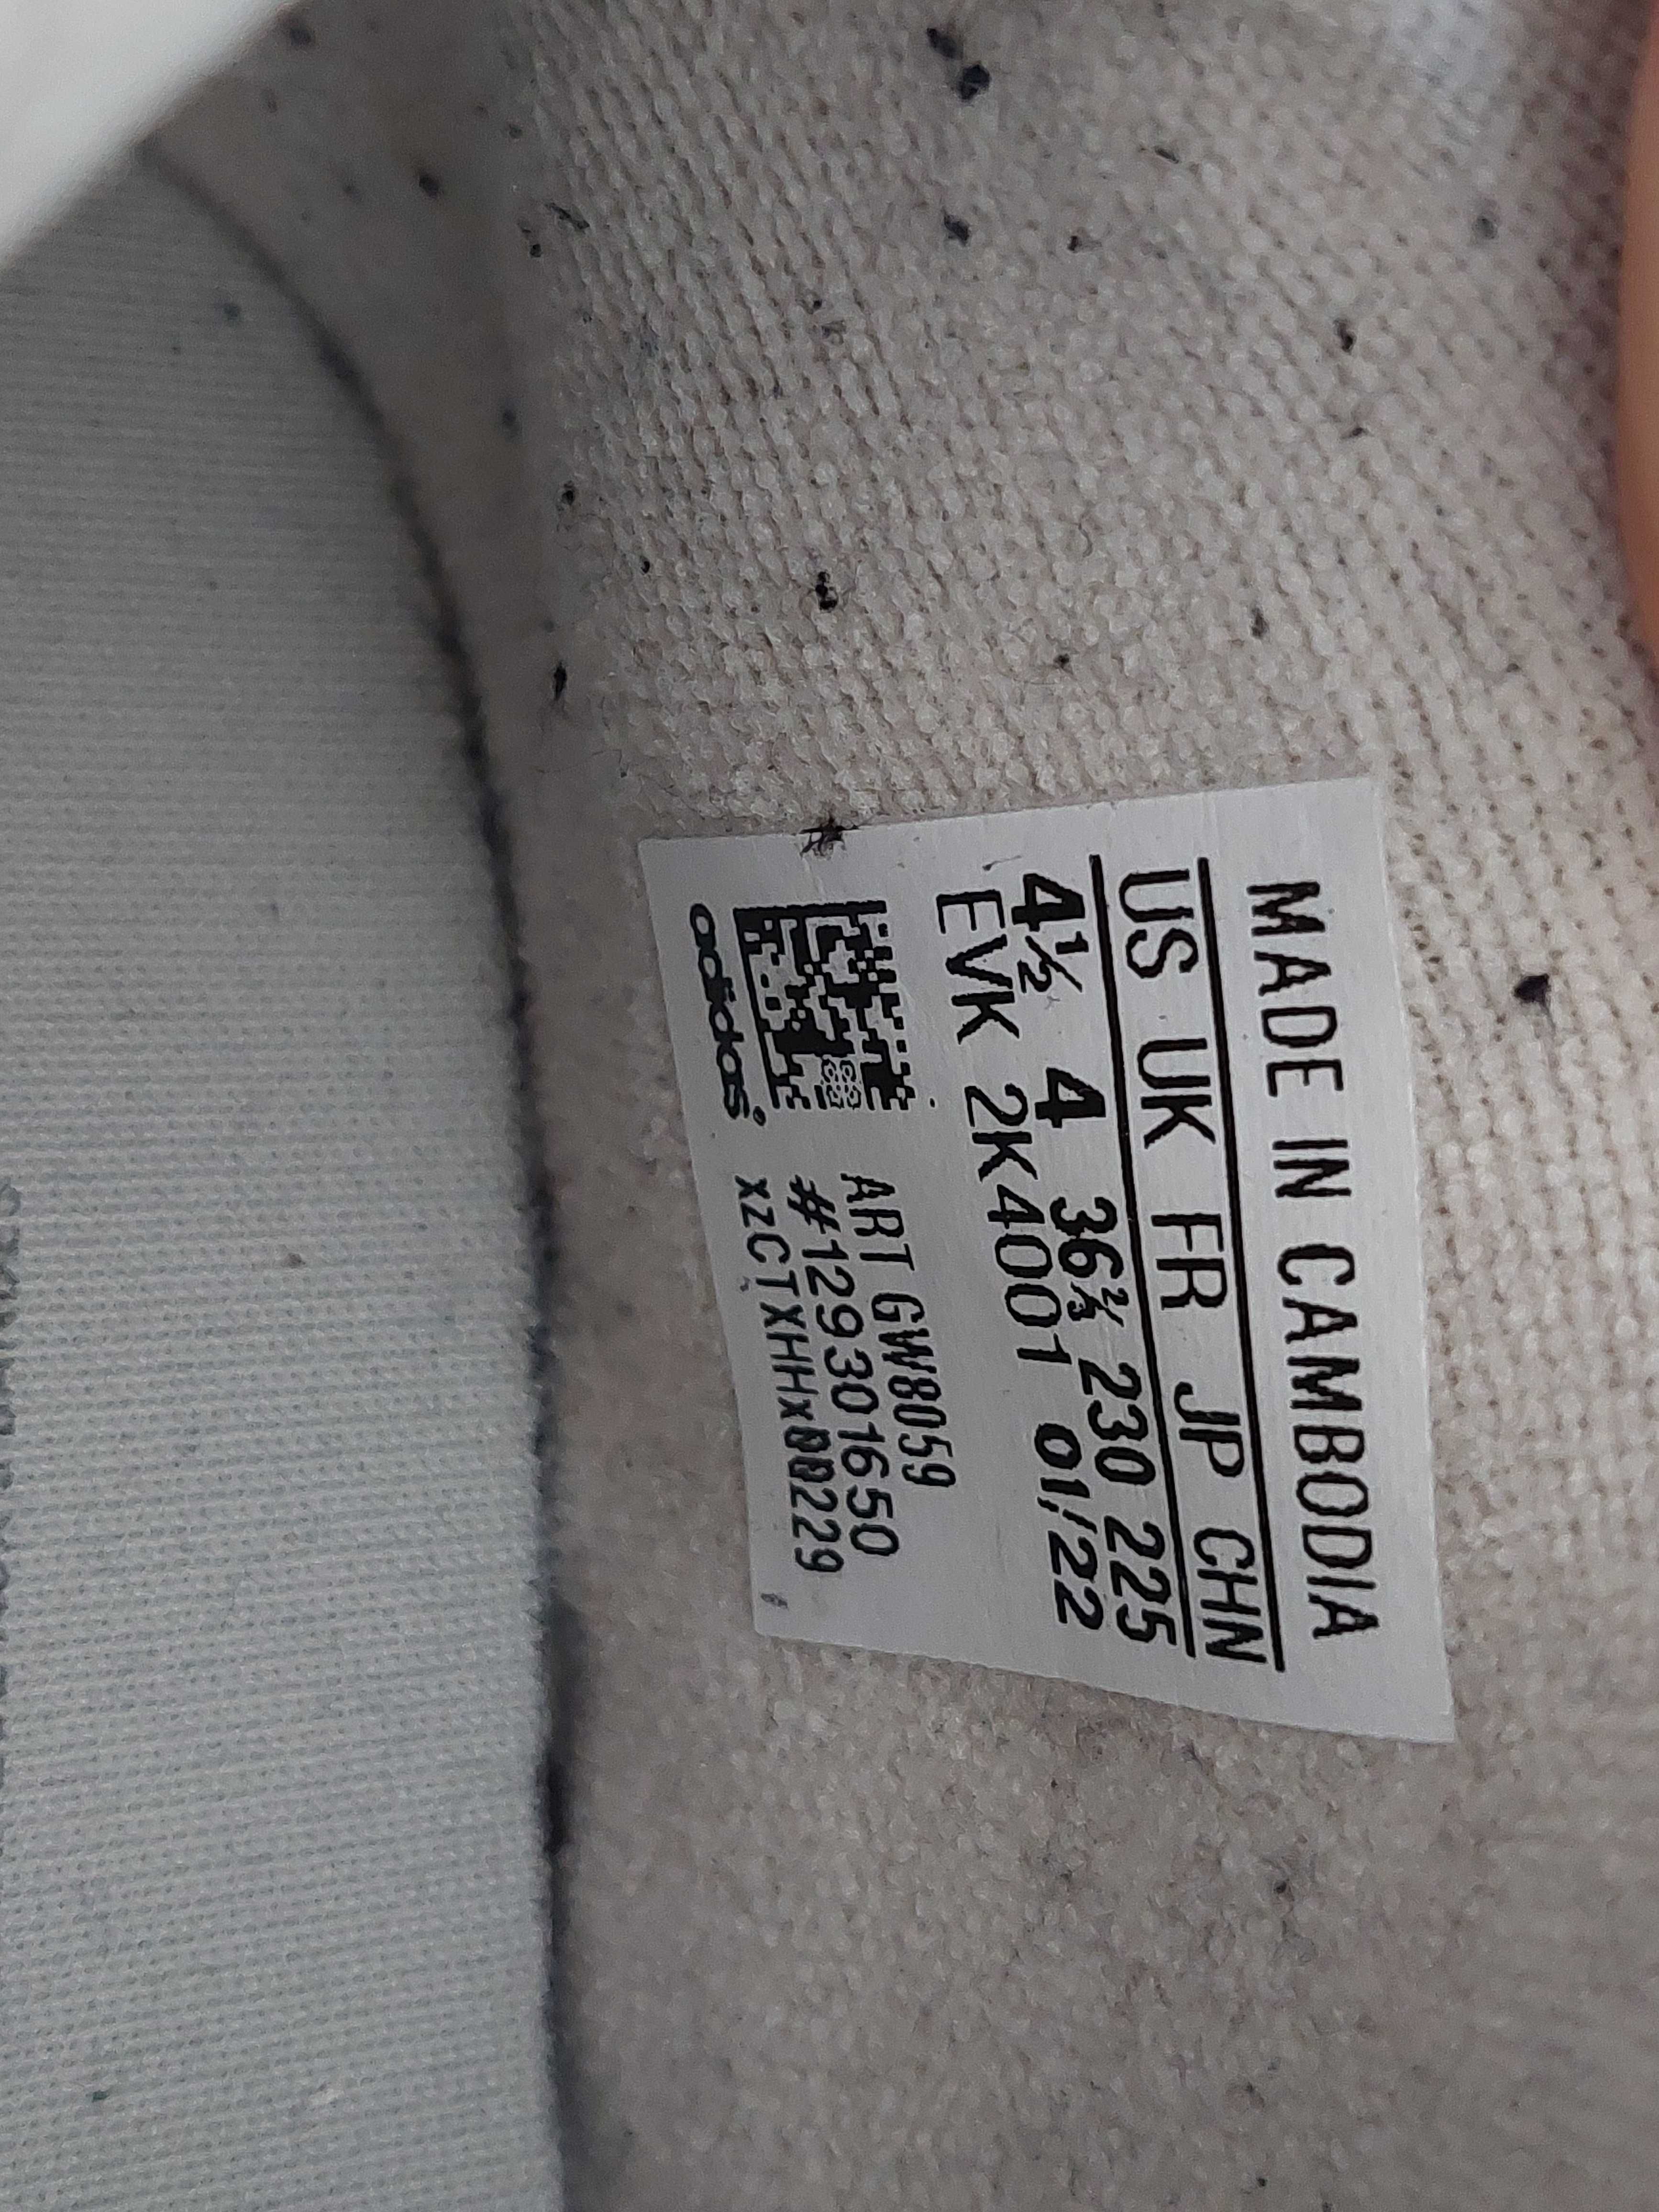 MADE IN CAMBODIA
US UK FR JP CHN
4½ 4 36⅔ 230 225
EVK 2K4001 01/22
ART GW8059
#129301650
XZCTXHHX00229
adidas®